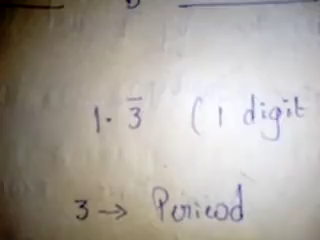 1.3̅ (1 digit
3 → Period